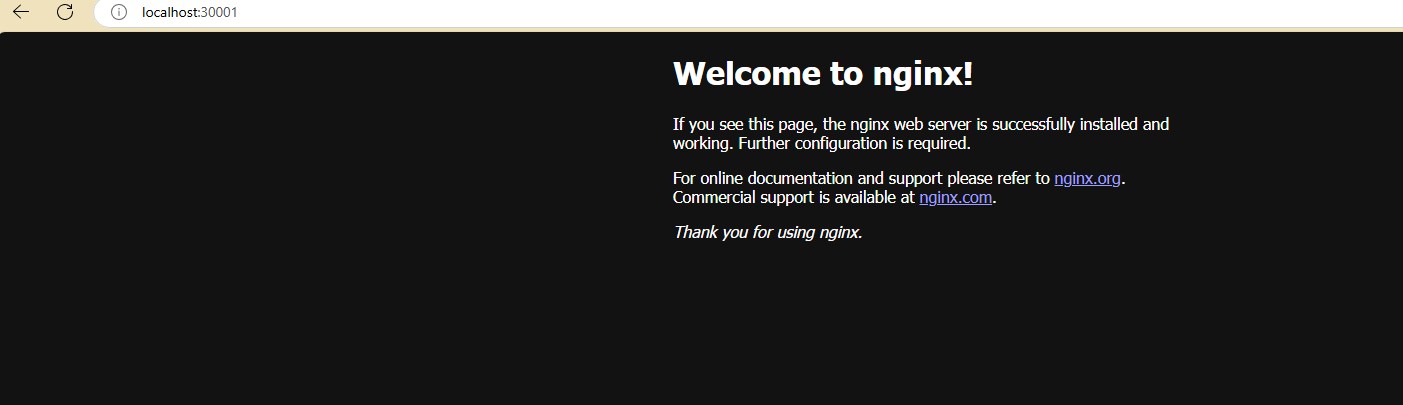 localhost:30001
Welcome to nginx!
If you see this page, the nginx web server is successfully installed and
working. Further configuration is required.
For online documentation and support please refer to nginx.org.
Commercial support is available at nginx.com.
Thank you for using nginx.